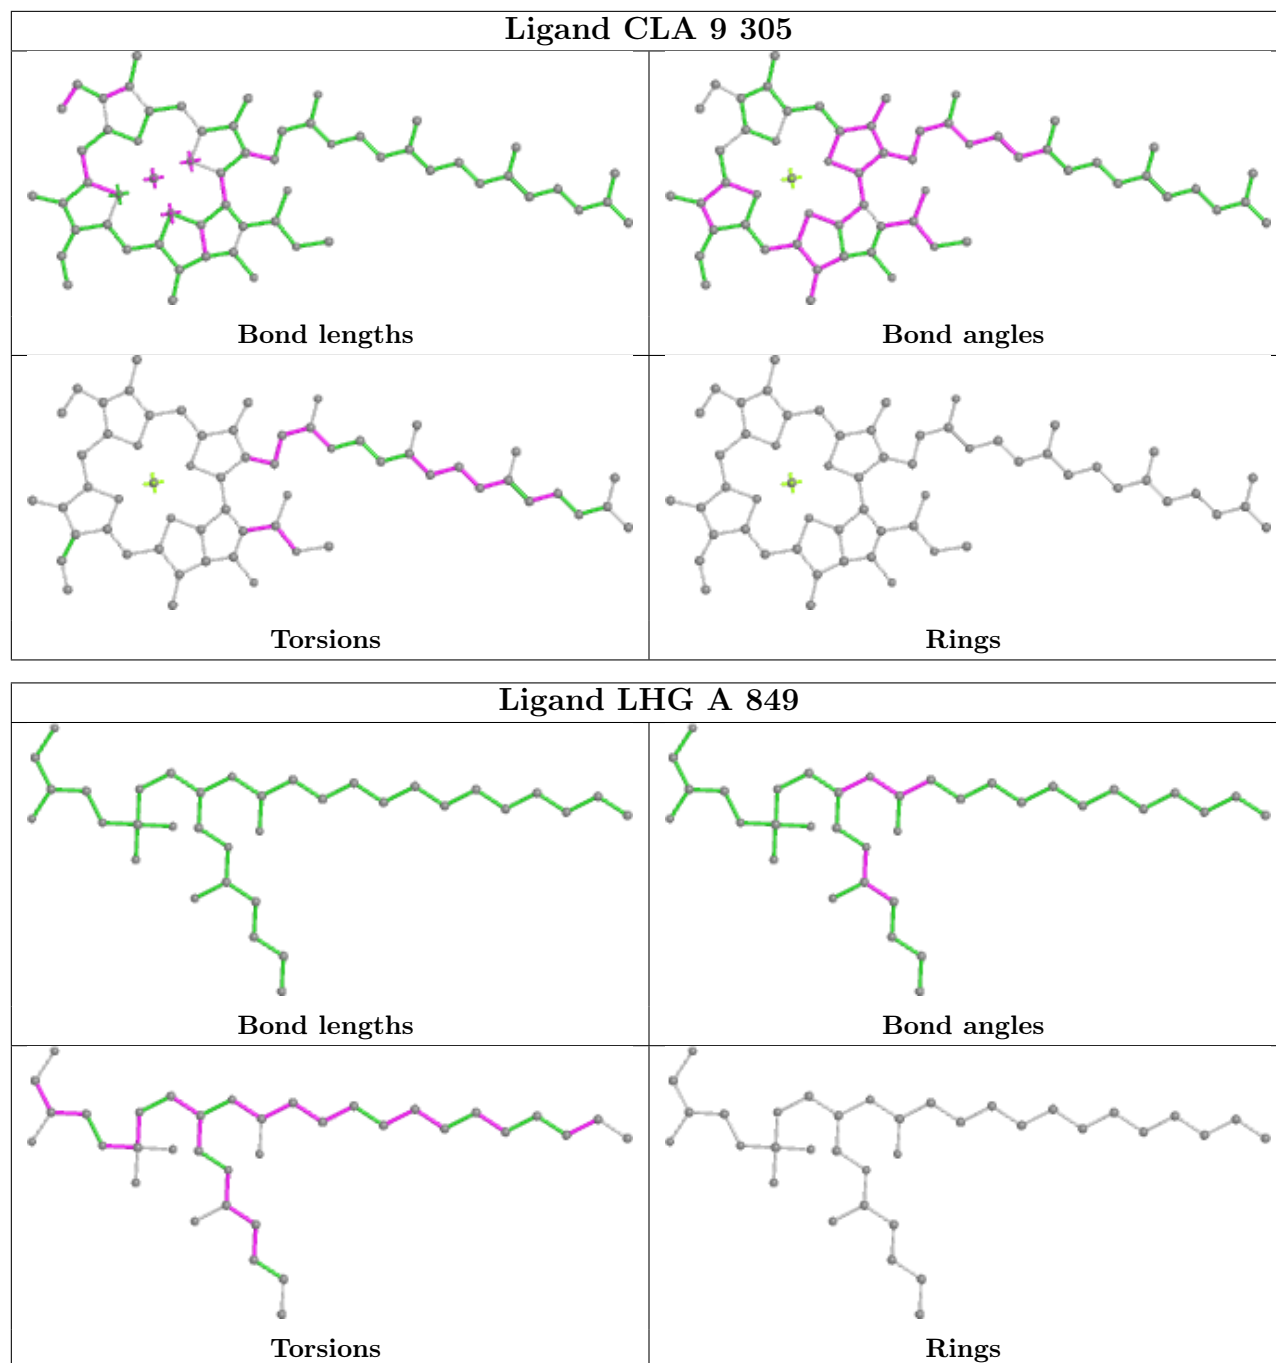 Ligand CLA 9 305
Bond lengths
Bond angles
Torsions
Rings
Ligand LHG A 849
Bond lengths
Bond angles
Torsions
Rings